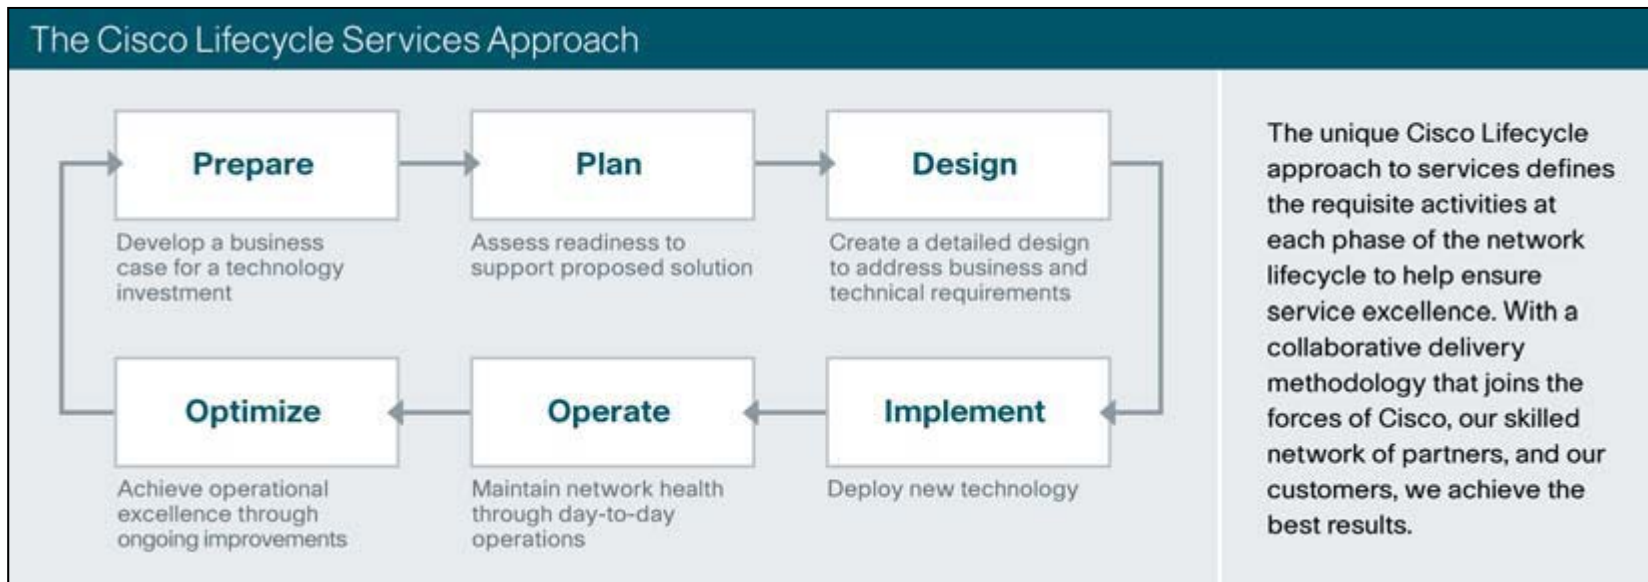 The Cisco Lifecycle Services Approach
Prepare
Develop a business
case for a technology
investment
Plan
Assess readiness to
support proposed solution
Design
Create a detailed design
to address business and
technical requirements
Optimize
Achieve operational
excellence through
ongoing improvements
Operate
Maintain network health
through day-to-day
operations
Implement
Deploy new technology
The unique Cisco Lifecycle
approach to services defines
the requisite activities at
each phase of the network
lifecycle to help ensure
service excellence. With a
collaborative delivery
methodology that joins the
forces of Cisco, our skilled
network of partners, and our
customers, we achieve the
best results.